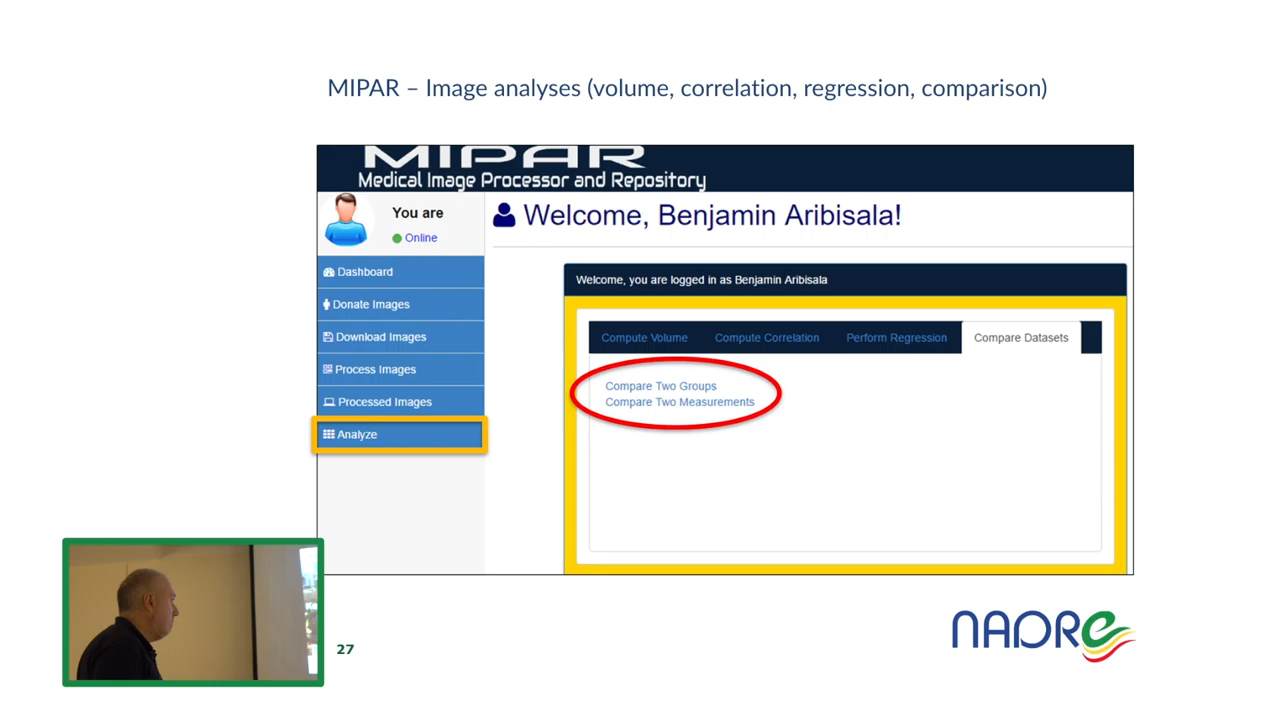 MIPAR – Image analyses (volume, correlation, regression, comparison)
MIPAR
Medical Image Processor and Repository
You are
Online
Welcome, Benjamin Aribisala!
Dashboard
Donate Images
Download Images
Process Images
Processed Images
Analyze
Welcome, you are logged in as Benjamin Aribisala
Compute Volume Compute Correlation Perform Regression Compare Datasets
Compare Two Groups
Compare Two Measurements
27
NADRe